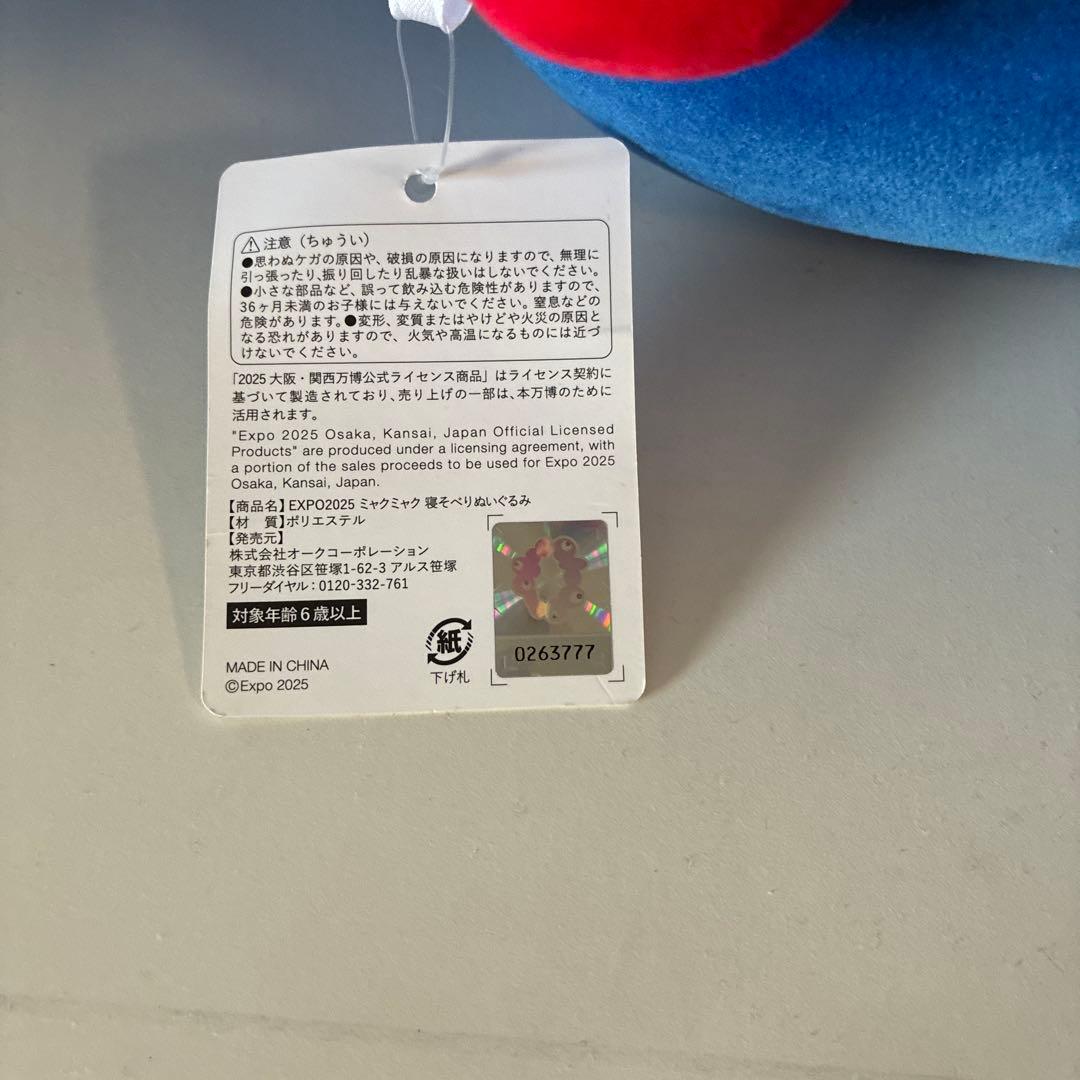 ⚠注意（ちゅうい）
●思わぬケガの原因や、破損の原因になりますので、無理に
引っ張ったり、振り回したり乱暴な扱いはしないでください。
●小さな部品など、誤って飲み込む危険性がありますので、
36ヶ月未満のお子様には与えないでください。窒息などの
危険があります。●変形、変質またはやけどや火災の原因と
なる恐れがありますので、火気や高温になるものには近づ
けないでください。
「2025大阪・関西万博公式ライセンス商品」はライセンス契約に
基づいて製造されており、売り上げの一部は、本万博のために
活用されます。
"Expo 2025 Osaka, Kansai, Japan Official Licensed
Products" are produced under a licensing agreement, with
a portion of the sales proceeds to be used for Expo 2025
Osaka, Kansai, Japan.
【商品名】EXPO2025 ミャクミャク 寝そべりぬいぐるみ
【材　質】ポリエステル
【発売元】
株式会社オークコーポレーション
東京都渋谷区笹塚1-62-3 アルス笹塚
フリーダイヤル：0120-332-761
対象年齢6歳以上
紙
下げ札
0263777
MADE IN CHINA
©Expo 2025